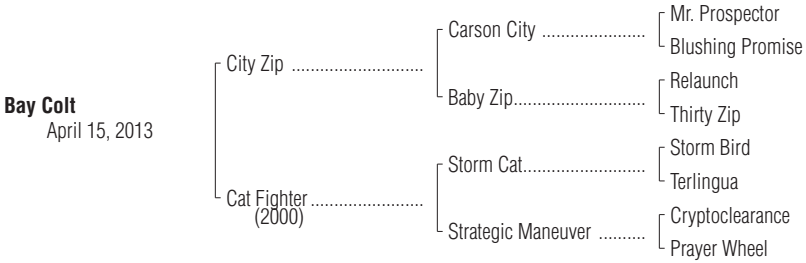 Mr. Prospector
Carson City ......................
Blushing Promise
City Zip ............................
Relaunch
Baby Zip............................
Thirty Zip
Bay Colt
April 15, 2013
Storm Bird
Storm Cat..........................
Terlingua
Cat Fighter........................
(2000)
Cryptoclearance
Strategic Maneuver ..........
Prayer Wheel